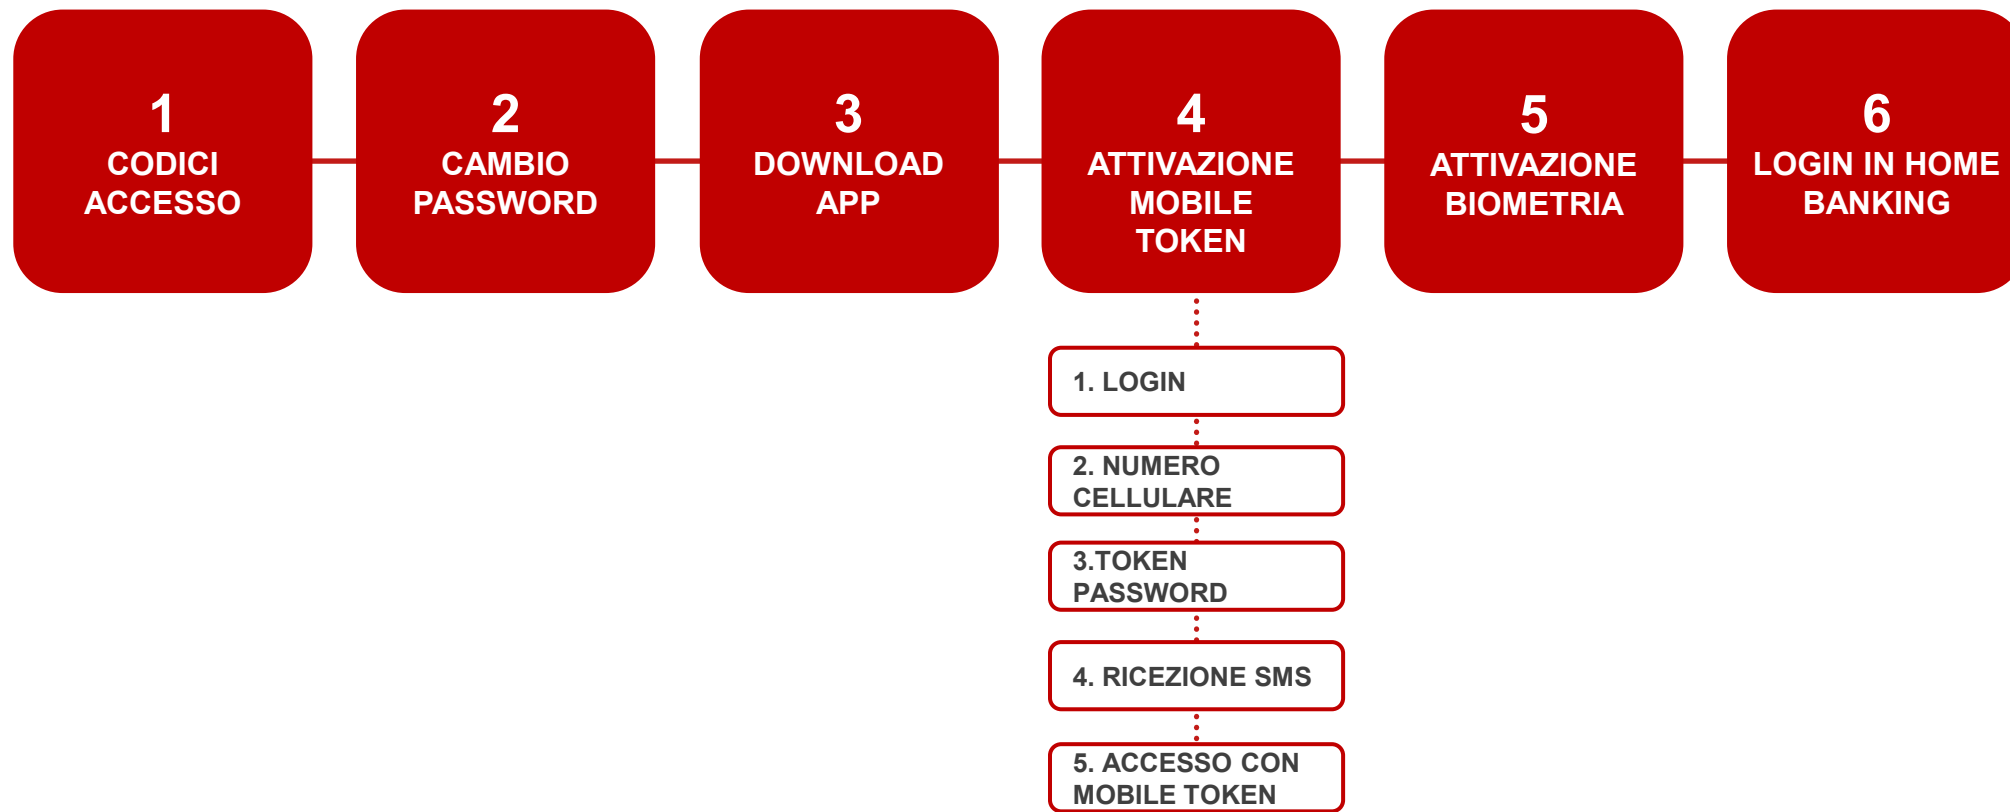 1
CODICI
ACCESSO
2
CAMBIO
PASSWORD
3
DOWNLOAD
APP
4
ATTIVAZIONE
MOBILE
TOKEN
5
ATTIVAZIONE
BIOMETRIA
6
LOGIN IN HOME
BANKING
1. LOGIN
2. NUMERO
CELLULARE
3.TOKEN
PASSWORD
4. RICEZIONE SMS
5. ACCESSO CON
MOBILE TOKEN